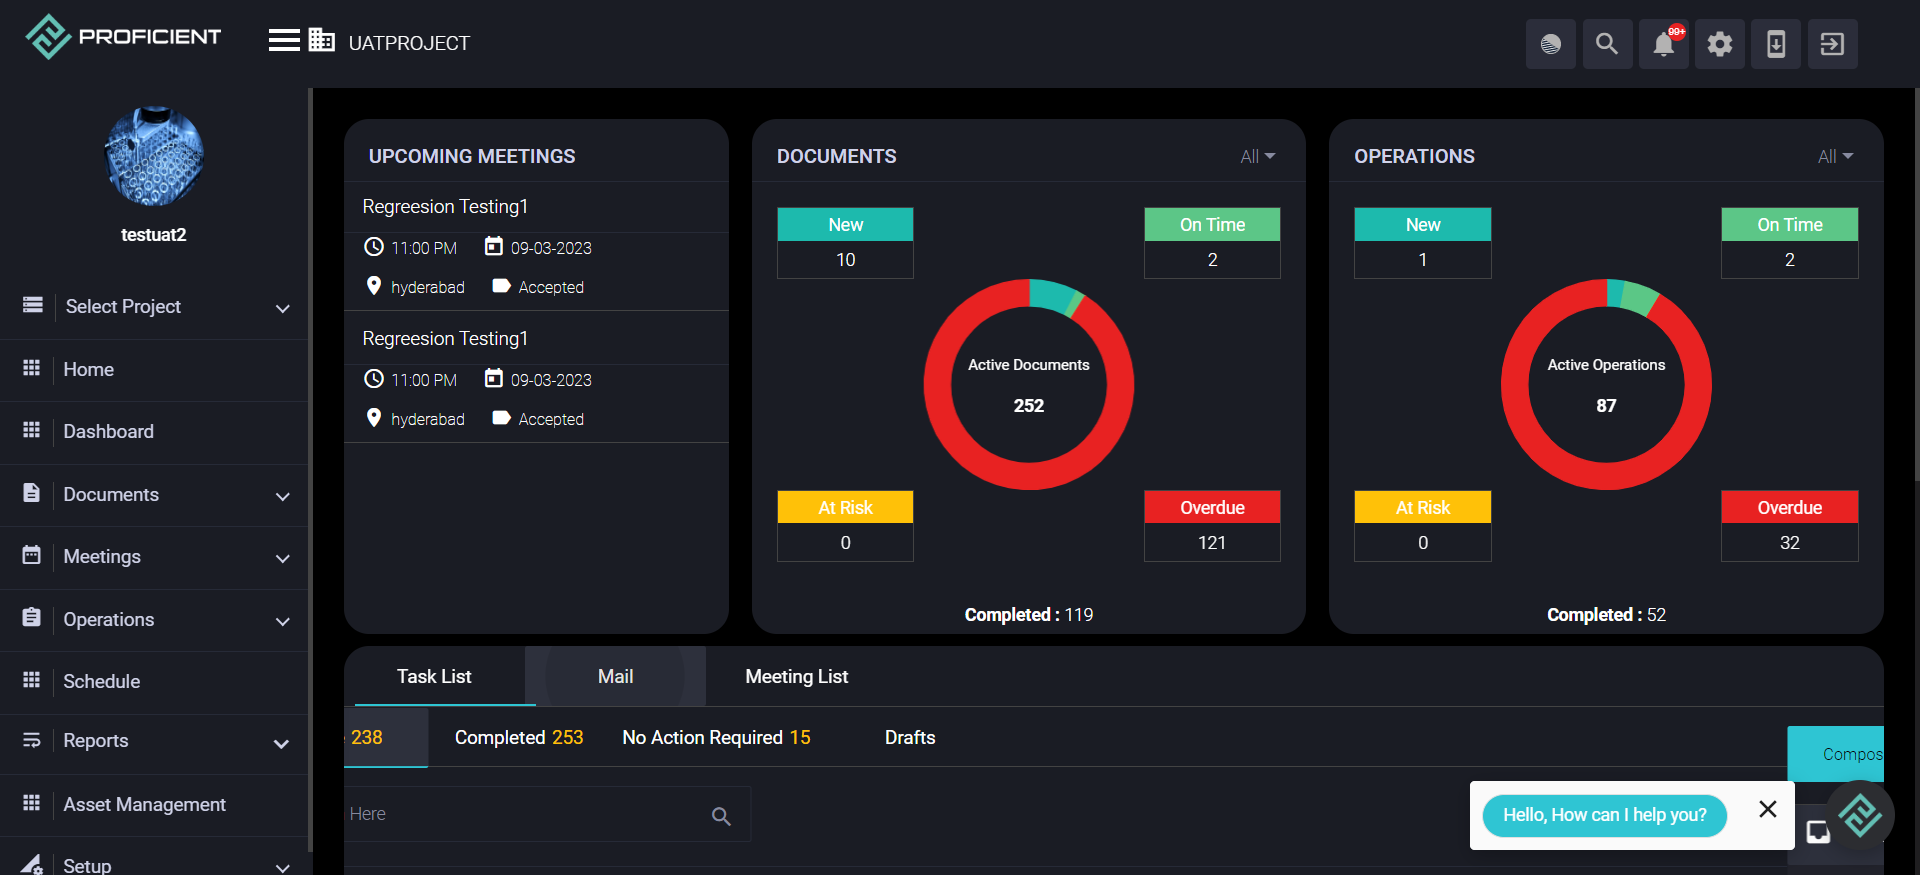 PROFICIENT
UATPROJECT
99+
testuat2
Select Project
Home
Dashboard
Documents
Meetings
Operations
Schedule
Reports
Asset Management
Setup
UPCOMING MEETINGS
Regreesion Testing1
11:00 PM 09-03-2023
hyderabad Accepted
Regreesion Testing1
11:00 PM 09-03-2023
hyderabad Accepted
DOCUMENTS All
New On Time
10 2
Active Documents
252
At Risk Overdue
0 121
Completed : 119
OPERATIONS All
New On Time
1 2
Active Operations
87
At Risk Overdue
0 32
Completed : 52
Task List Mail Meeting List
238 Completed 253 No Action Required 15 Drafts
Compos
Here
Hello, How can I help you?